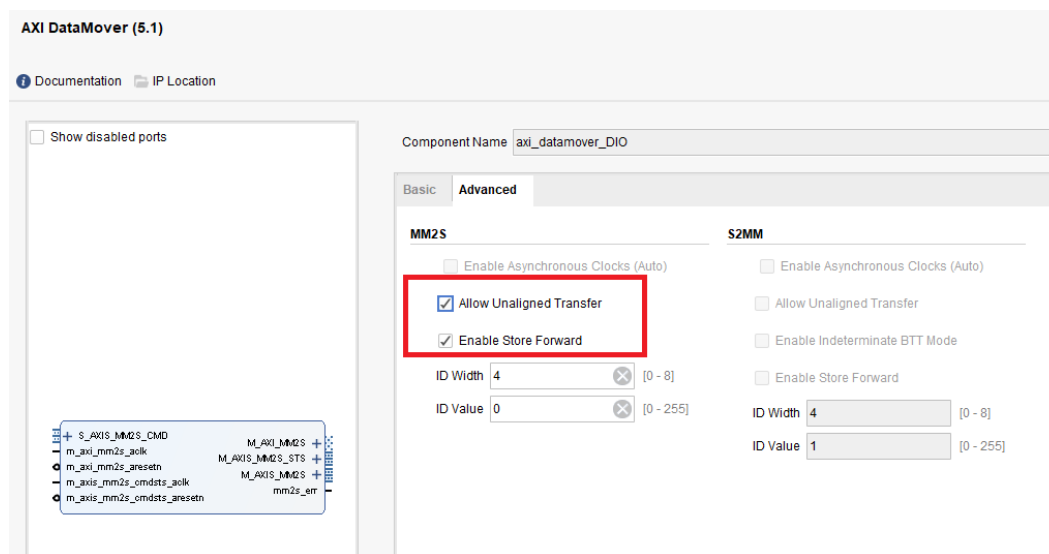 AXI DataMover (5.1)
Documentation IP Location
Show disabled ports
Component Name axi_datamover_DIO
Basic Advanced
MM2S S2MM
Enable Asynchronous Clocks (Auto) Enable Asynchronous Clocks (Auto)
Allow Unaligned Transfer Allow Unaligned Transfer
Enable Store Forward Enable Indeterminate BTT Mode
ID Width 4 [0 - 8] Enable Store Forward
ID Value 0 [0 - 255] ID Width 4 [0 - 8]
ID Value 1 [0 - 255]
S_AXIS_MM2S_CMD
m_axi_mm2s_aclk
m_axi_mm2s_aresetn
m_axis_mm2s_cmdsts_aclk
m_axis_mm2s_cmdsts_aresetn
M_AXI_MM2S
M_AXIS_MM2S_STS
M_AXIS_MM2S
mm2s_err